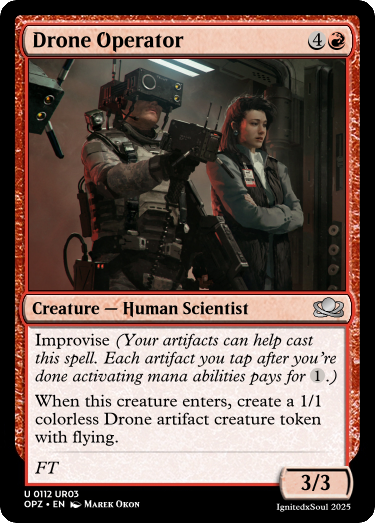 Drone Operator 4
Creature — Human Scientist
Improvise (Your artifacts can help cast
this spell. Each artifact you tap after you're
done activating mana abilities pays for 1.)
When this creature enters, create a 1/1
colorless Drone artifact creature token
with flying.
FT
3/3
U 0112 UR03
OPZ • EN Marek Okon
IgnitedxSoul 2025